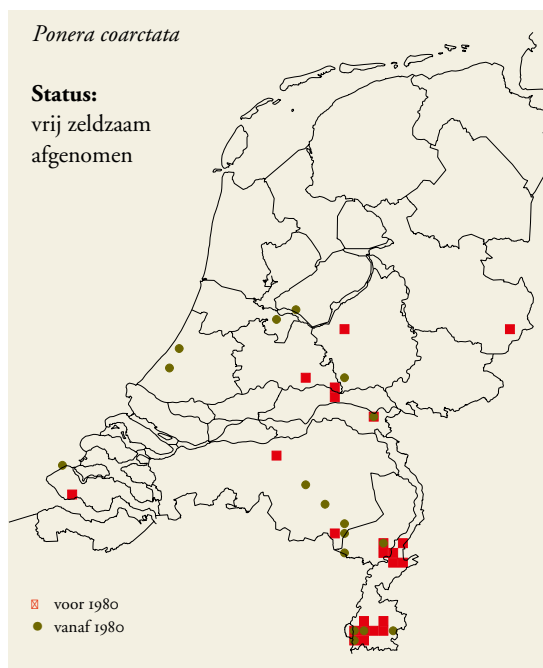 Ponera coarctata
Status:
vrij zeldzaam
afgenomen
voor 1980
vanaf 1980